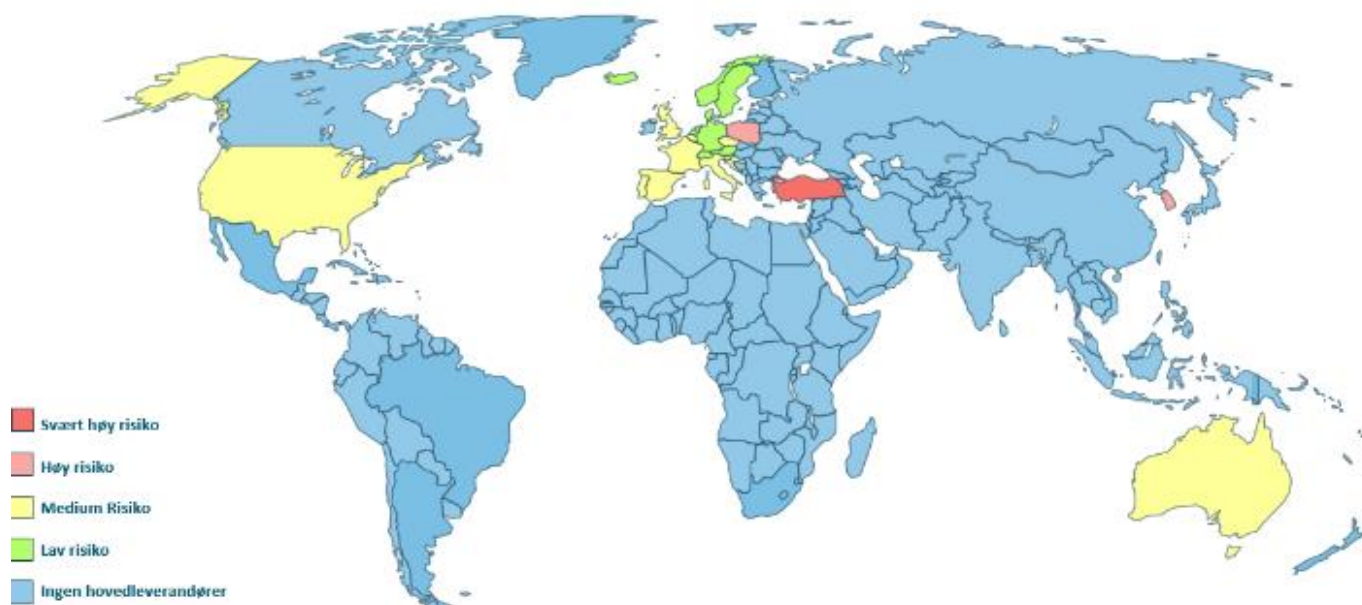 Svært høy risiko
Høy risiko
Medium Risiko
Lav risiko
Ingen hovedleverandører